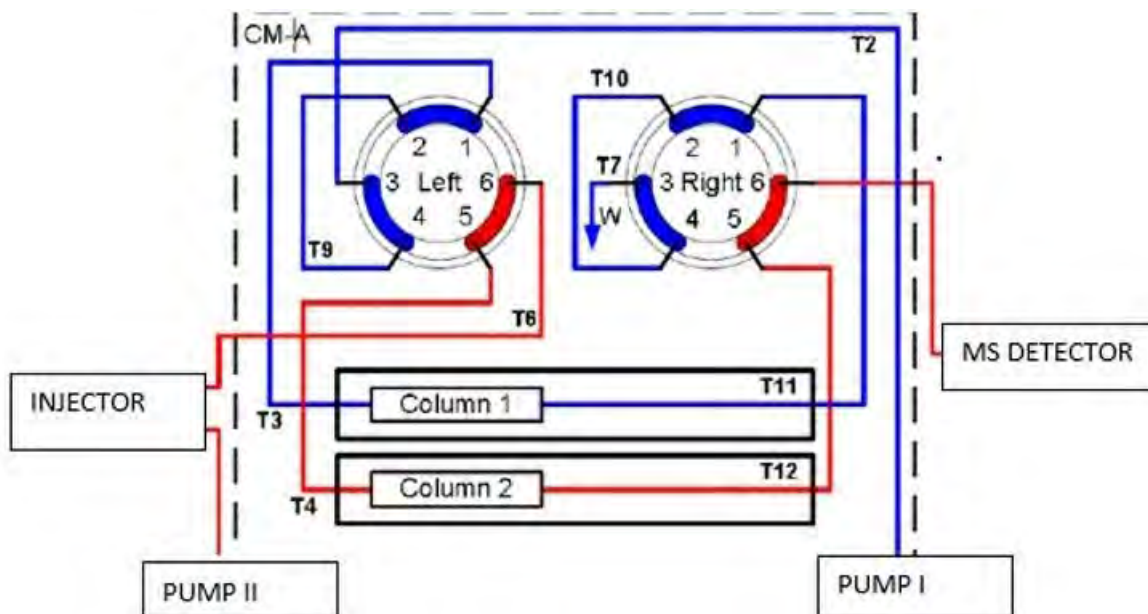 CM-A
T2
T10
2 1
2 1
T7
3 Left 6
3 Right 6
4 5
W
4 5
T9
T6
MS DETECTOR
INJECTOR
Column 1
T11
T3
Column 2
T12
T4
PUMP II
PUMP I